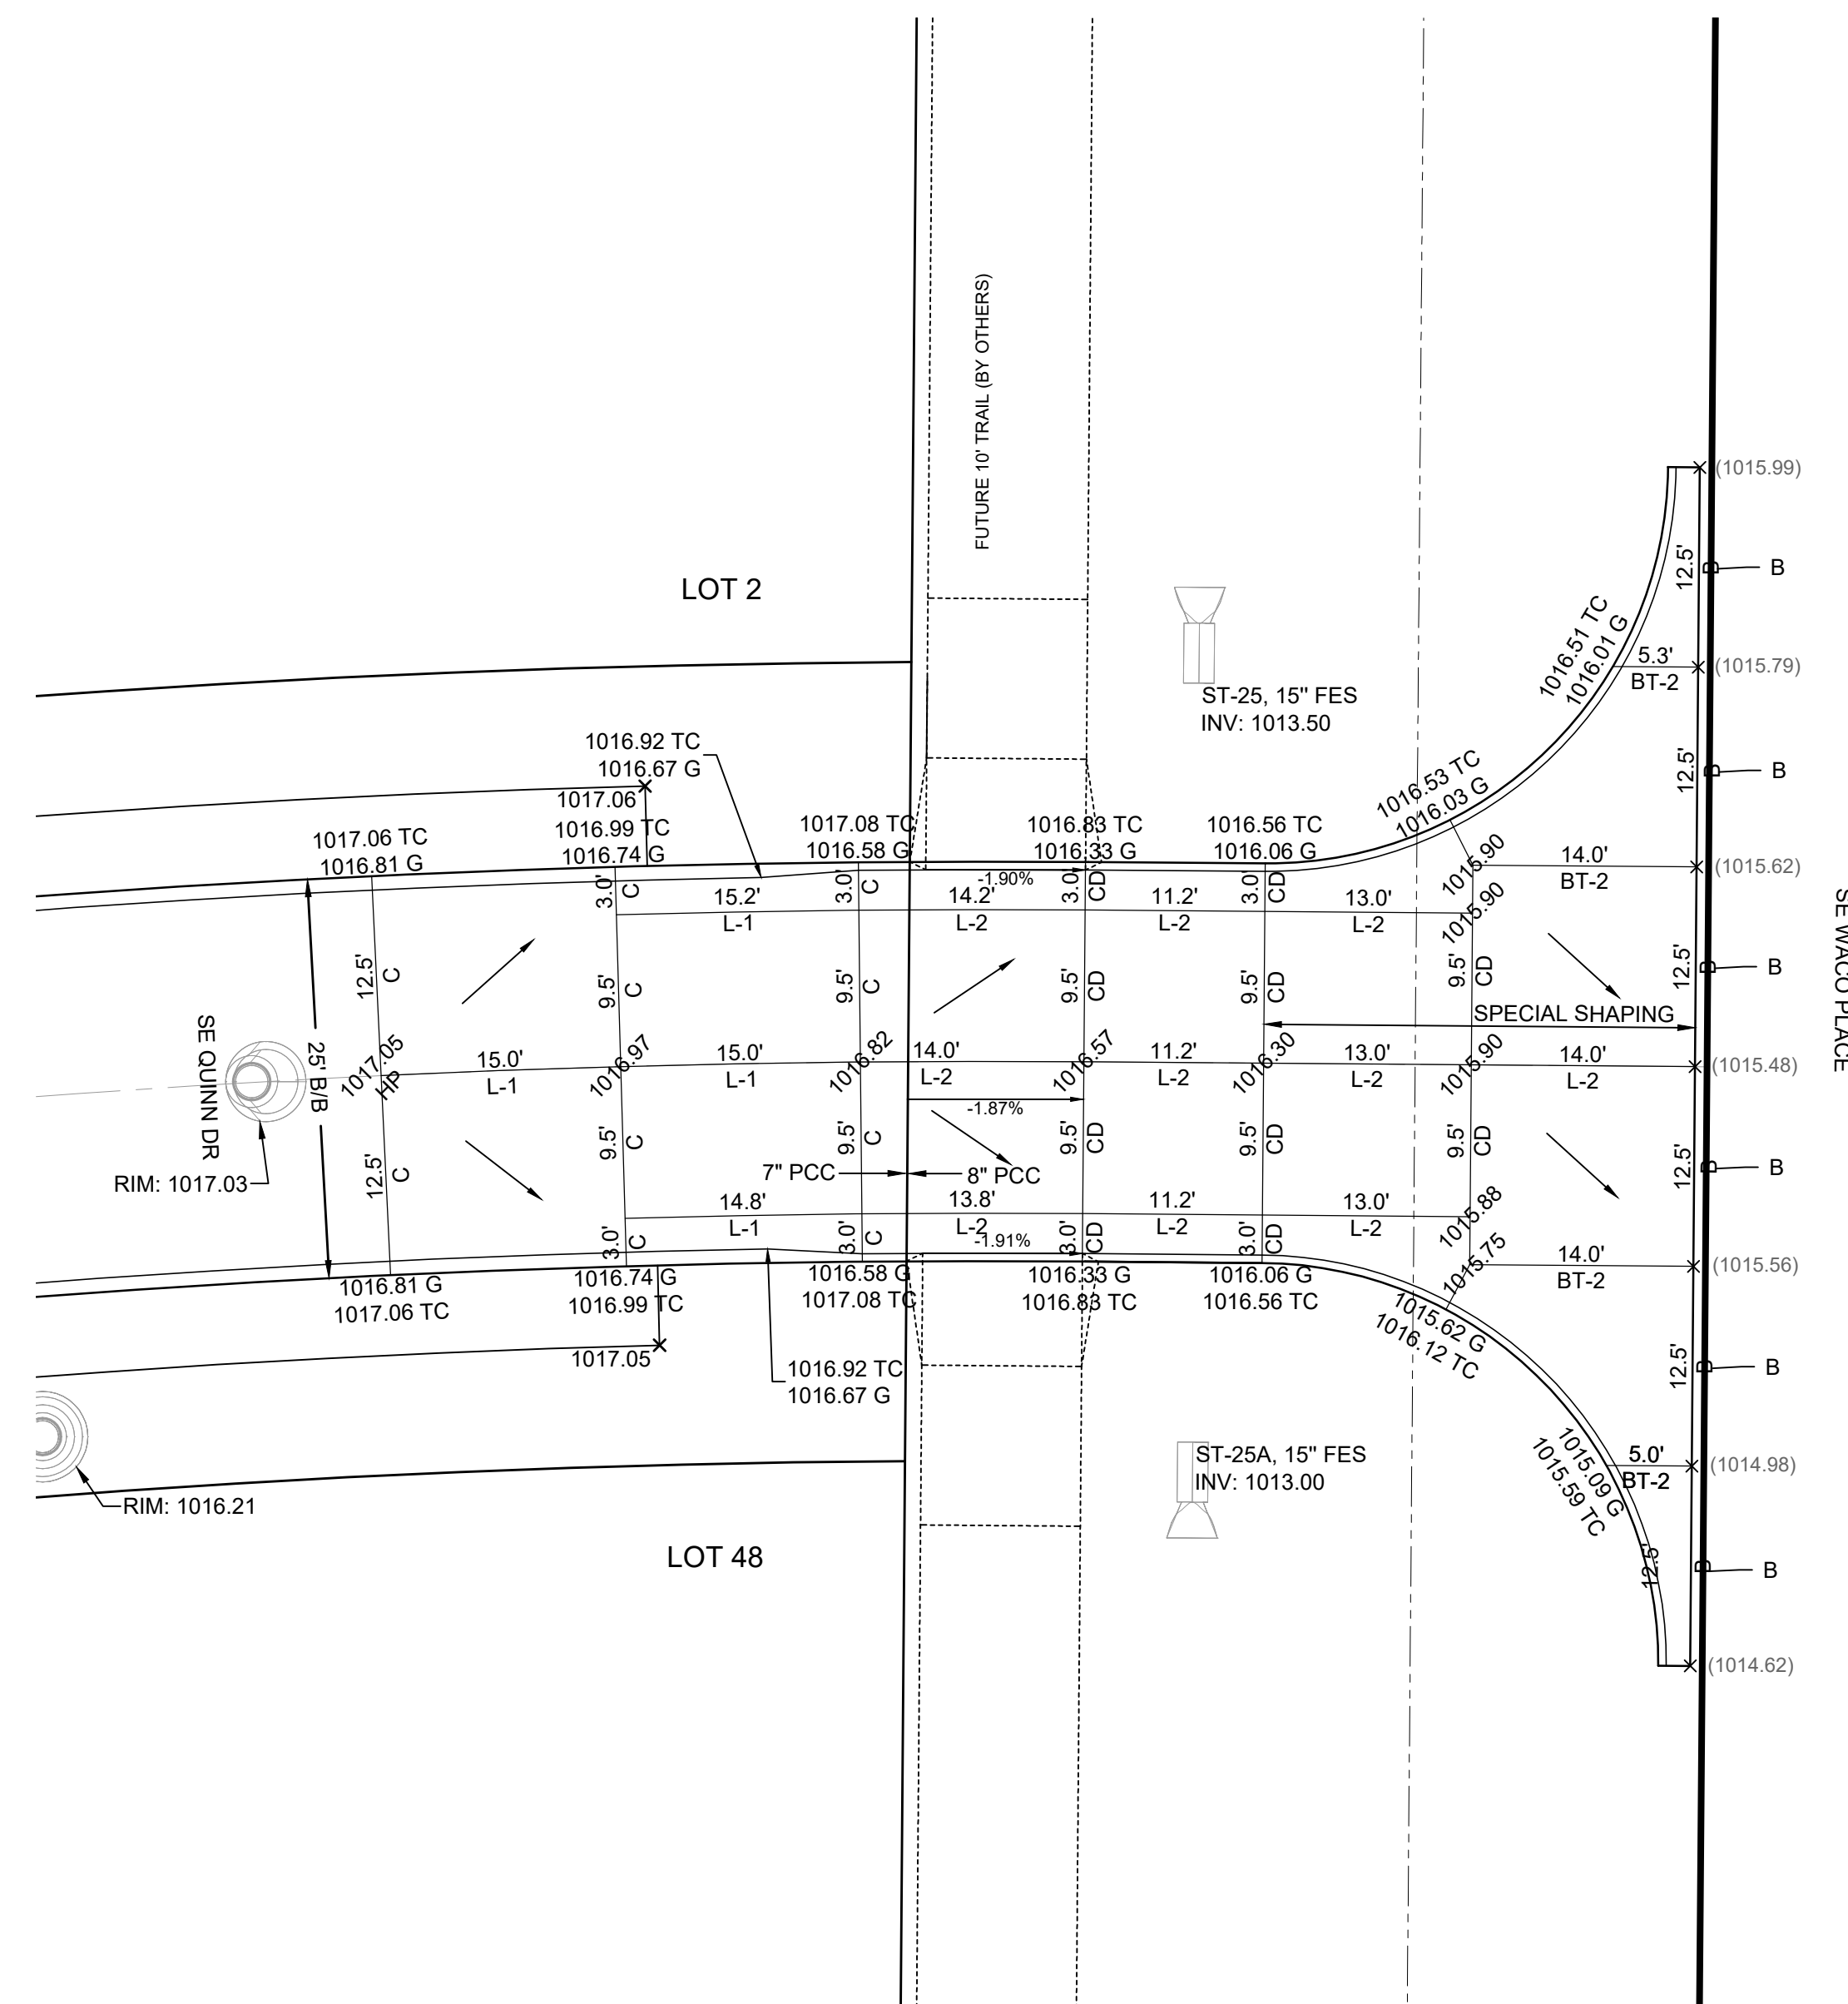 FUTURE 10' TRAIL (BY OTHERS)
(1015.99)
12.5'
B
B
LOT 2
1016.51 TC
1016.01 G
5.3'
BT-2
(1015.79)
ST-25, 15" FES
INV: 1013.50
1016.92 TC
1016.67 G
12.5'
B
B
1016.53 TC
1016.03 G
1017.06
1017.06 TC
1016.81 G
1016.99 TC
1016.74 G
1017.08 TC
1016.58 G
1016.83 TC
1016.33 G
1016.56 TC
1016.06 G
1015.90
14.0'
BT-2
(1015.62)
3.0'
C
3.0'
C
-1.90%
3.0'
CD
3.0'
CD
15.2'
L-1
14.2'
L-2
11.2'
L-2
13.0'
L-2
1015.90
SE WACO PLACE
12.5'
C
9.5'
C
9.5'
C
9.5'
CD
9.5'
CD
9.5'
CD
12.5'
B
B
SPECIAL SHAPING
SE QUINN DR
25' B/B
1017.05
HP
15.0'
L-1
1016.97
15.0'
L-1
1016.82
14.0'
L-2
1016.57
11.2'
L-2
1016.30
13.0'
L-2
1015.90
14.0'
L-2
(1015.48)
-1.87%
RIM: 1017.03
12.5'
C
9.5'
C
9.5'
C
9.5'
CD
9.5'
CD
9.5'
CD
12.5'
B
B
7" PCC
8" PCC
14.8'
L-1
13.8'
L-2
11.2'
L-2
13.0'
L-2
1015.88
3.0'
C
3.0'
C
-1.91%
3.0'
CD
3.0'
CD
1015.75
14.0'
BT-2
(1015.56)
1016.81 G
1017.06 TC
1016.74 G
1016.99 TC
1016.58 G
1017.08 TC
1016.33 G
1016.83 TC
1016.06 G
1016.56 TC
1015.62 G
1016.12 TC
1017.05
1016.92 TC
1016.67 G
12.5'
B
B
ST-25A, 15" FES
INV: 1013.00
1015.09 G
1015.59 TC
5.0'
BT-2
(1014.98)
RIM: 1016.21
LOT 48
12.5'
B
B
(1014.62)